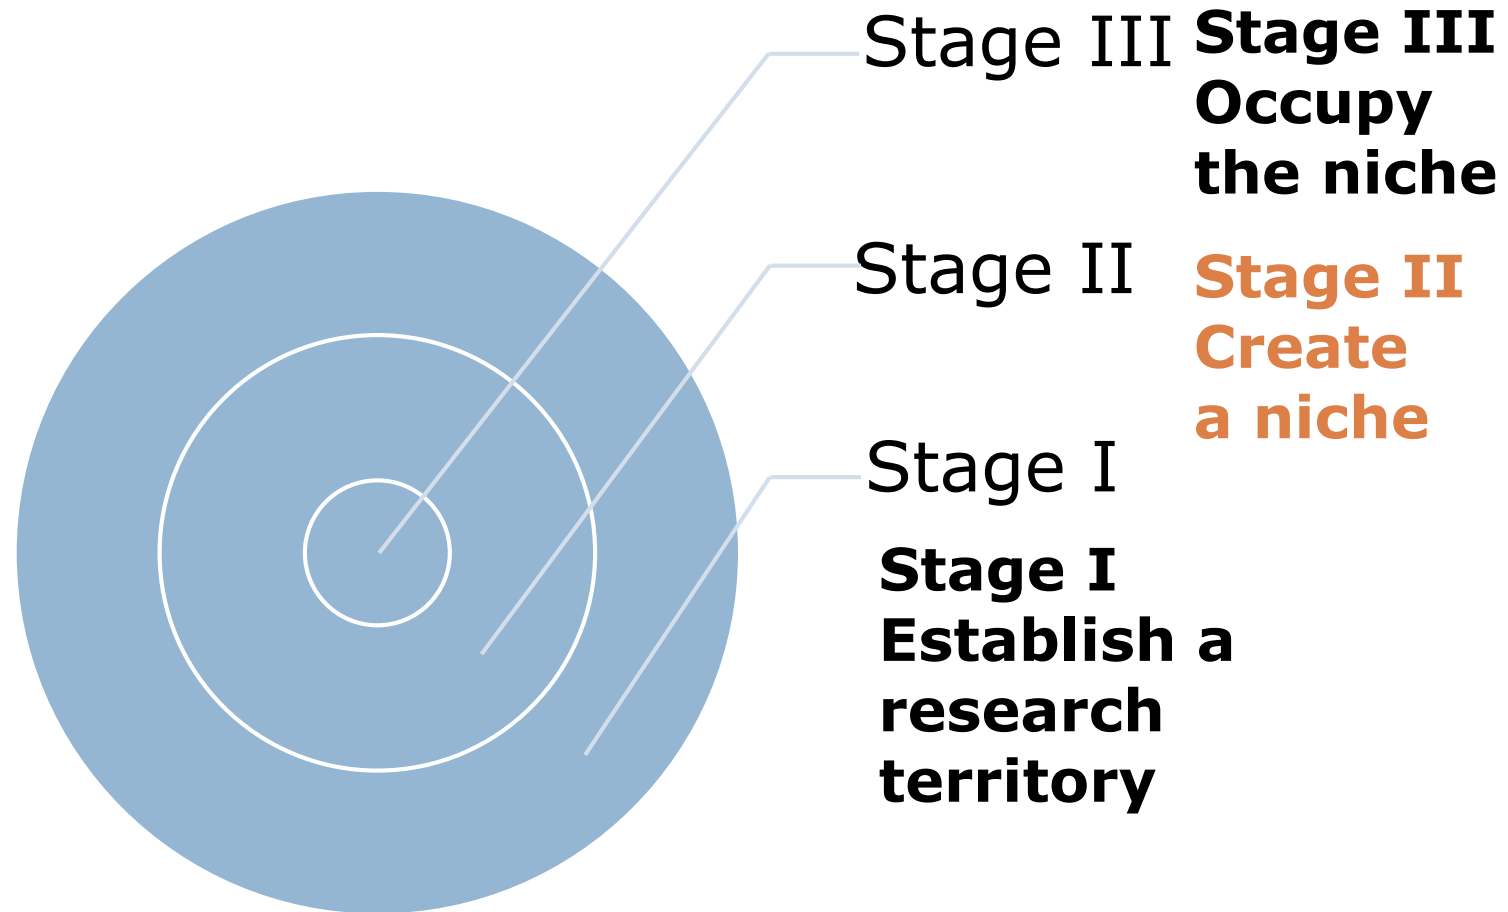 Stage III
Stage III
Occupy
the niche
Stage II
Stage II
Create
a niche
Stage I
Stage I
Establish a
research
territory